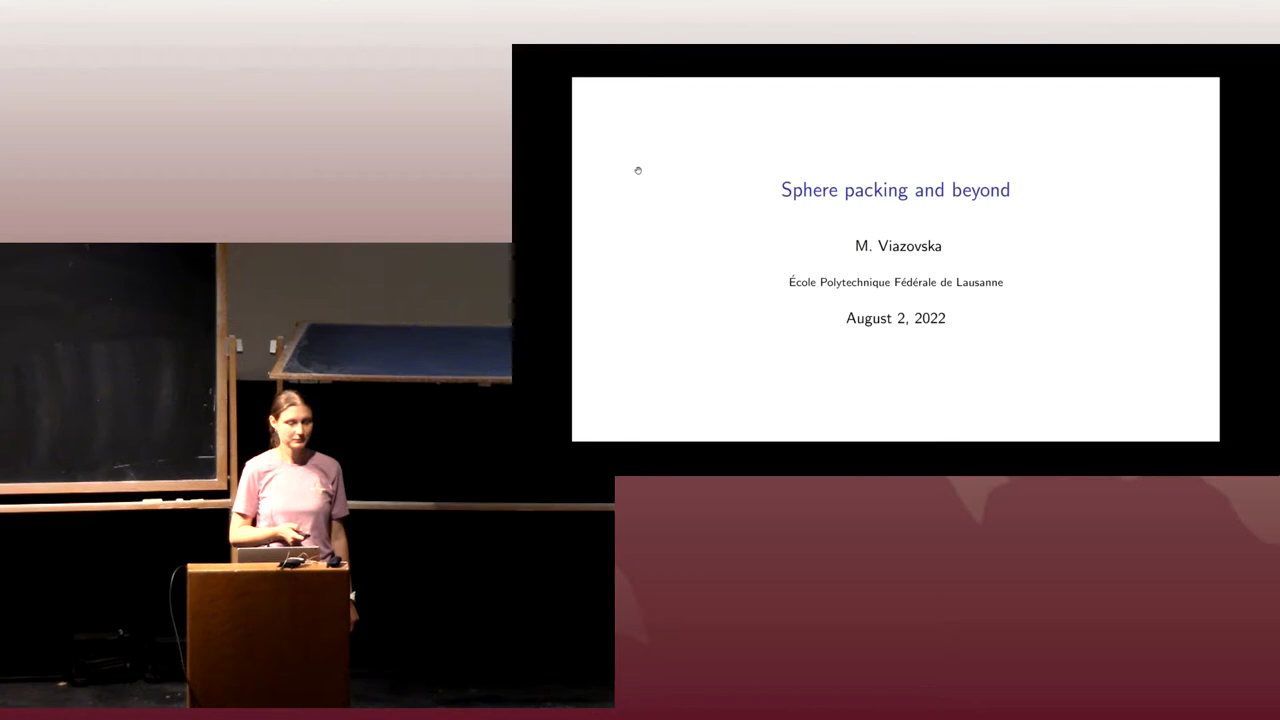 Sphere packing and beyond
M. Viazovska
École Polytechnique Fédérale de Lausanne
August 2, 2022